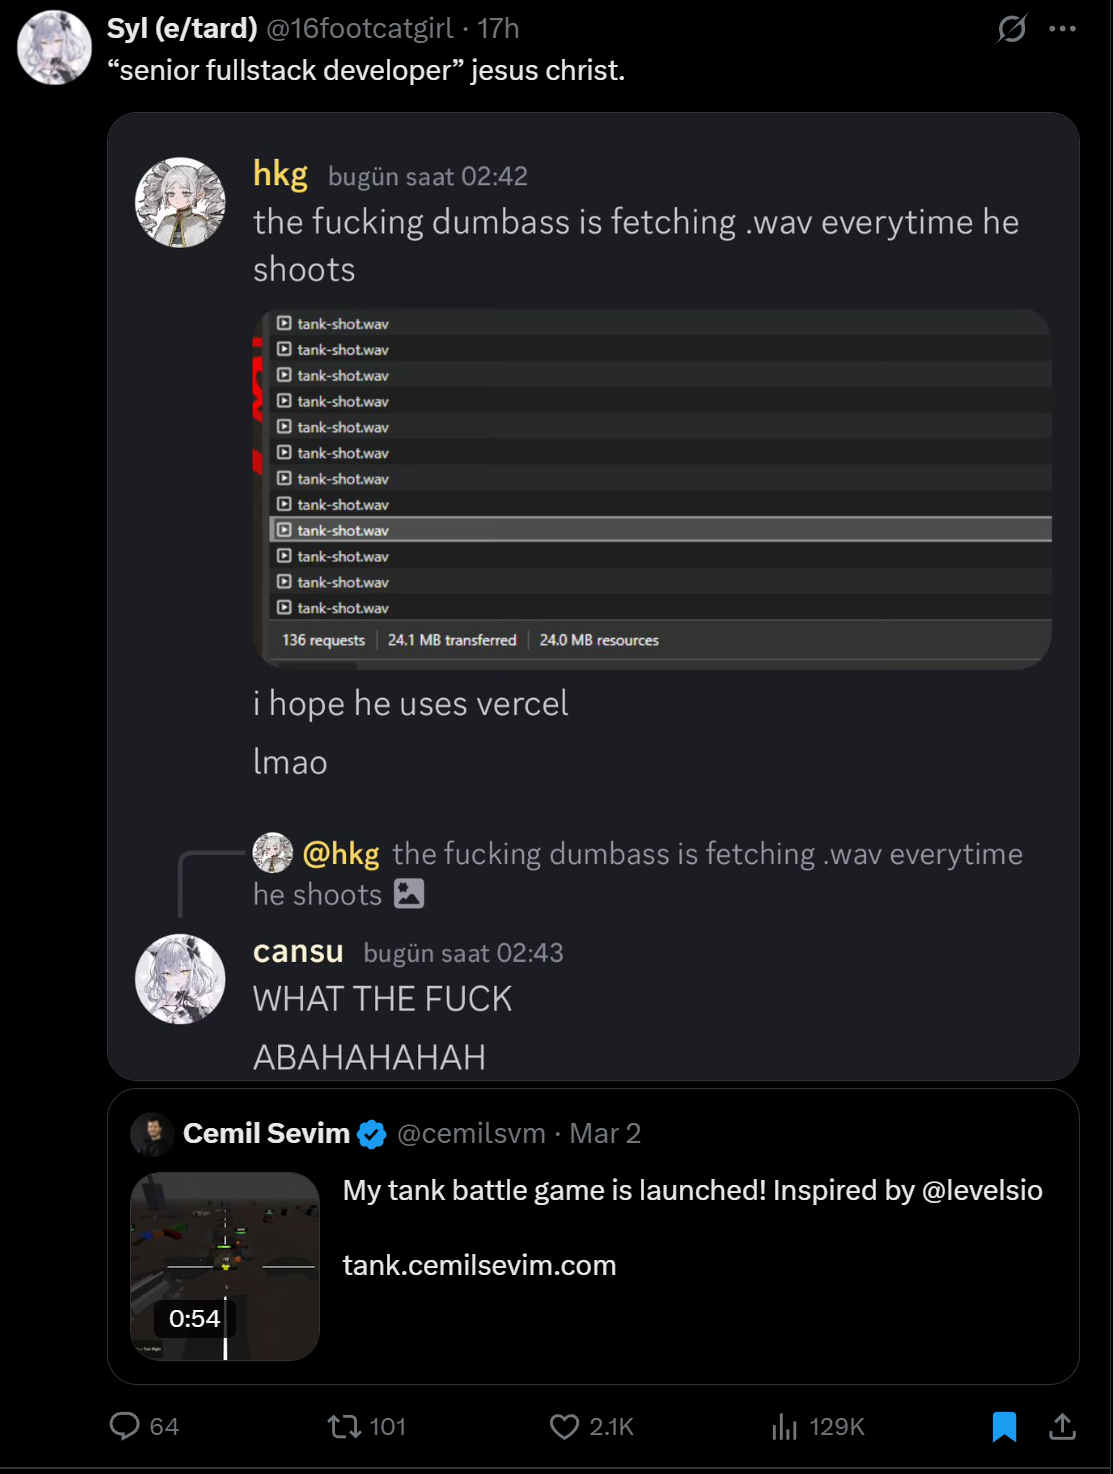 Syl (e/tard) @16footcatgirl · 17h
“senior fullstack developer” jesus christ.
hkg bugün saat 02:42
the fucking dumbass is fetching .wav everytime he
shoots
tank-shot.wav
tank-shot.wav
tank-shot.wav
tank-shot.wav
tank-shot.wav
tank-shot.wav
tank-shot.wav
tank-shot.wav
tank-shot.wav
tank-shot.wav
tank-shot.wav
tank-shot.wav
136 requests 24.1 MB transferred 24.0 MB resources
i hope he uses vercel
lmao
@hkg the fucking dumbass is fetching .wav everytime
he shoots
cansu bugün saat 02:43
WHAT THE FUCK
ABAHAHAHAH
Cemil Sevim @cemilsvm · Mar 2
My tank battle game is launched! Inspired by @levelsio
tank.cemilsevim.com
0:54
64 101 2.1K 129K